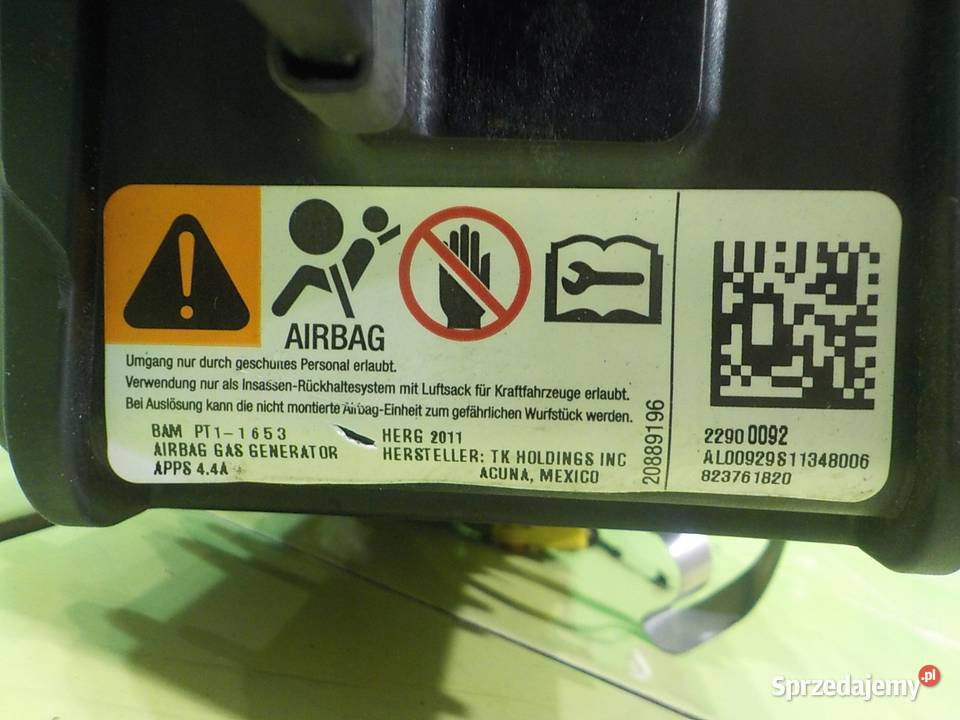 AIRBAG
Umgang nur durch geschultes Personal erlaubt.
Verwendung nur als Insassen-Rückhaltesystem mit Luftsack für Kraftfahrzeuge erlaubt.
Bei Auslösung kann die nicht montierte Airbag-Einheit zum gefährlichen Wurfstück werden.
BAM PT1-1653
AIRBAG GAS GENERATOR
APPS 4.4A
HERG 2011
HERSTELLER: TK HOLDINGS INC
ACUNA, MEXICO
20889196
2290 0092
AL00929S11348006
823761820
Sprzedajemy.pl